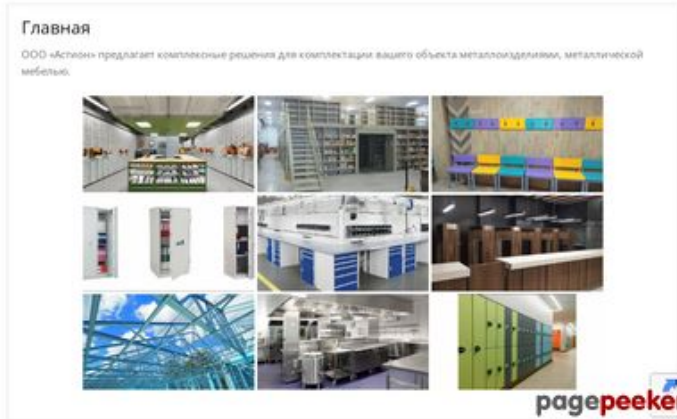 Главная
ООО «Астион» предлагает комплексные решения для комплектации вашего объекта металлоизделиями, металлической
мебелью.
pagepeeker